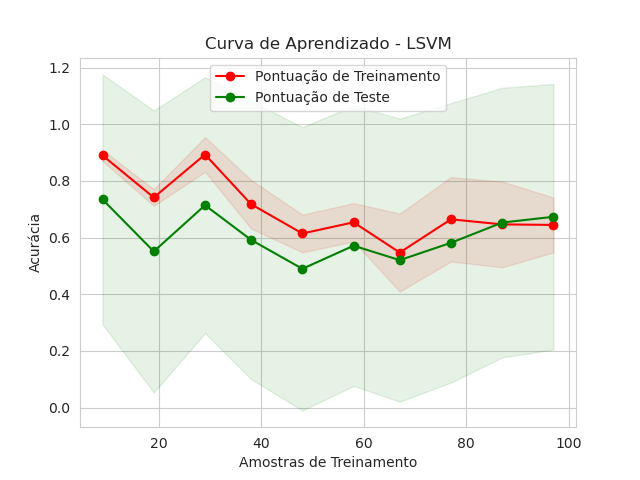 Curva de Aprendizado - LSVM
Pontuação de Treinamento
Pontuação de Teste
Acurácia
1.2
1.0
0.8
0.6
0.4
0.2
0.0
20 40 60 80 100
Amostras de Treinamento